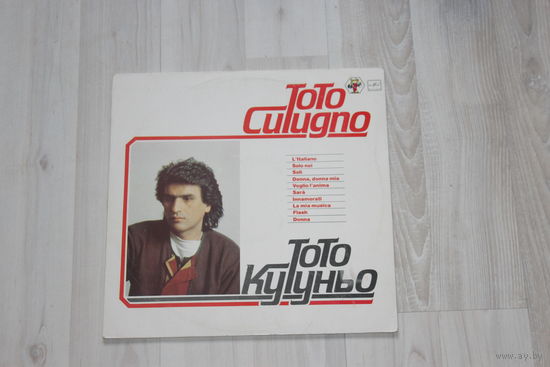 Toto
Cutugno
L'Italiano
Solo noi
Soli
Donna, donna mia
Voglio l'anima
Sarà
Innamorati
La mia musica
Flash
Donna
Тото
Кутуньо
www.ay.by